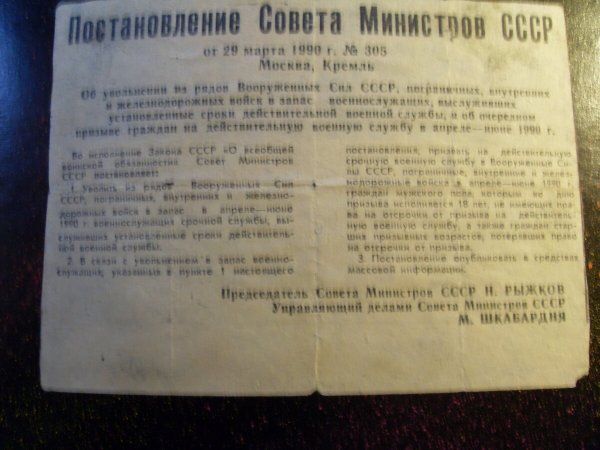 Постановление Совета Министров СССР
от 29 марта 1990 г. № 305
Москва, Кремль
Об увольнении из рядов Вооруженных Сил СССР, пограничных, внутренних
и железнодорожных войск в запас военнослужащих, выслуживших
установленные сроки действительной военной службы, и об очередном
призыве граждан на действительную военную службу в апреле—июне 1990 г.
Во исполнение Закона СССР «О всеобщей
воинской обязанности» Совет Министров
СССР постановляет:
1. Уволить из рядов Вооруженных Сил
СССР, пограничных, внутренних и железно-
дорожных войск в запас в апреле—июне
1990 г. военнослужащих срочной службы, вы-
служивших установленные сроки действитель-
ной военной службы.
2. В связи с увольнением в запас военно-
служащих, указанных в пункте 1 настоящего
постановления, призвать на действительную
срочную военную службу в Вооруженные Си-
лы СССР, пограничные, внутренние и желез-
нодорожные войска в апреле—июне 1990 г.
граждан мужского пола, которым ко дню
призыва исполняется 18 лет, не имеющих пра-
ва на отсрочки от призыва на действитель-
ную военную службу, а также граждан стар-
ших призывных возрастов, потерявших право
на отсрочки от призыва.
3. Постановление опубликовать в средствах
массовой информации.
Председатель Совета Министров СССР Н. РЫЖКОВ
Управляющий делами Совета Министров СССР
М. ШКАБАРДНЯ